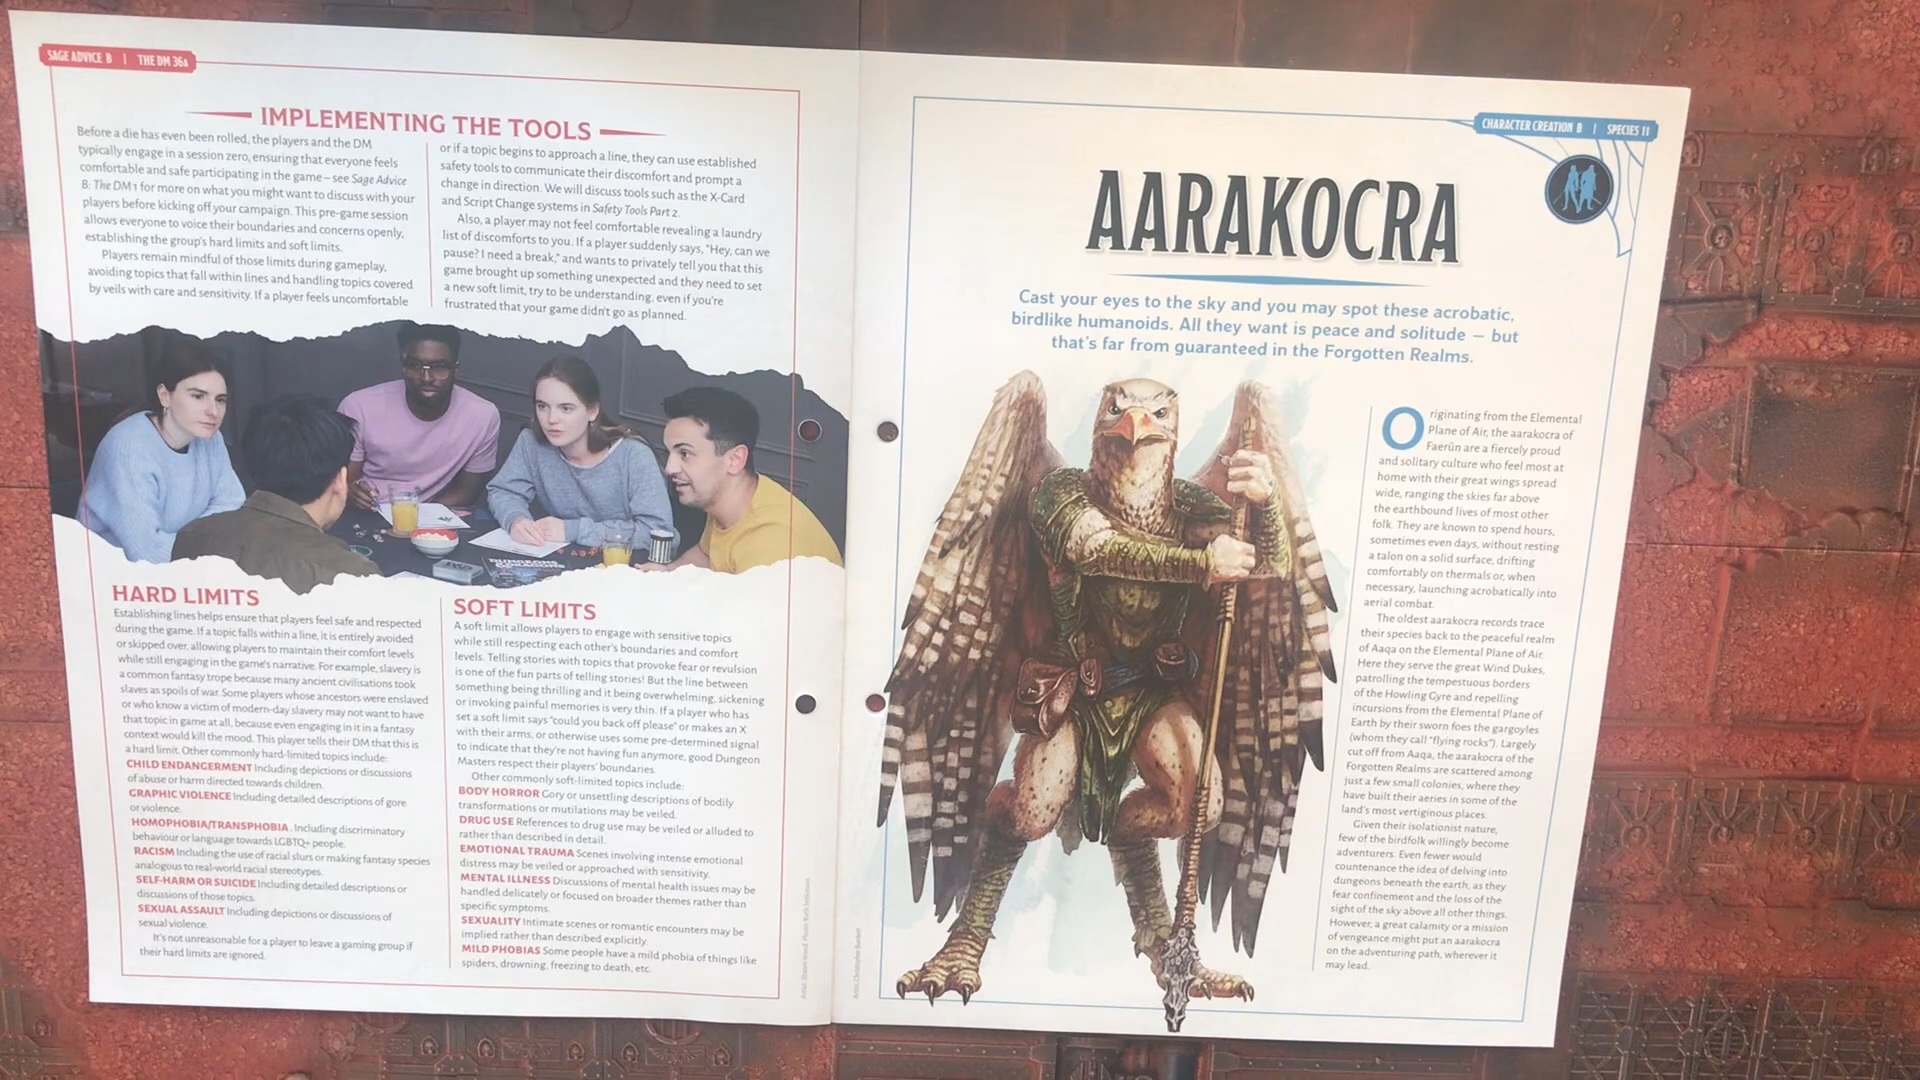 SAGE ADVICE B | THE DM 36A
IMPLEMENTING THE TOOLS
Before a die has even been rolled, the players and the DM
typically engage in a session zero, ensuring that everyone feels
comfortable and safe participating in the game – see Sage Advice
B: The DM 1 for more on what you might want to discuss with your
players before kicking off your campaign. This pre-game session
allows everyone to voice their boundaries and concerns openly,
establishing the group's hard limits and soft limits.
Players remain mindful of those limits during gameplay,
avoiding topics that fall within lines and handling topics covered
by veils with care and sensitivity. If a player feels uncomfortable
or if a topic begins to approach a line, they can use established
safety tools to communicate their discomfort and prompt a
change in direction. We will discuss tools such as the X-Card
and Script Change systems in Safety Tools Part 2.
Also, a player may not feel comfortable revealing a laundry
list of discomforts to you. If a player suddenly says, "Hey, can we
pause? I need a break," and wants to privately tell you that this
game brought up something unexpected and they need to set
a new soft limit, try to be understanding, even if you're
frustrated that your game didn't go as planned.
DUNGEONS
& DRAGONS
HARD LIMITS
Establishing lines helps ensure that players feel safe and respected
during the game. If a topic falls within a line, it is entirely avoided
or skipped over, allowing players to maintain their comfort levels
while still engaging in the game's narrative. For example, slavery is
a common fantasy trope because many ancient civilisations took
slaves as spoils of war. Some players whose ancestors were enslaved
or who know a victim of modern-day slavery may not want to have
that topic in game at all, because even engaging in it in a fantasy
context would kill the mood. This player tells their DM that this is
a hard limit. Other commonly hard-limited topics include:
CHILD ENDANGERMENT Including depictions or discussions
of abuse or harm directed towards children.
GRAPHIC VIOLENCE Including detailed descriptions of gore
or violence.
HOMOPHOBIA/TRANSPHOBIA . Including discriminatory
behaviour or language towards LGBTQ+ people.
RACISM Including the use of racial slurs or making fantasy species
analogous to real-world racial stereotypes.
SELF-HARM OR SUICIDE Including detailed descriptions or
discussions of those topics.
SEXUAL ASSAULT Including depictions or discussions of
sexual violence.
It's not unreasonable for a player to leave a gaming group if
their hard limits are ignored.
SOFT LIMITS
A soft limit allows players to engage with sensitive topics
while still respecting each other's boundaries and comfort
levels. Telling stories with topics that provoke fear or revulsion
is one of the fun parts of telling stories! But the line between
something being thrilling and it being overwhelming, sickening
or invoking painful memories is very thin. If a player who has
set a soft limit says "could you back off please" or makes an X
with their arms, or otherwise uses some pre-determined signal
to indicate that they're not having fun anymore, good Dungeon
Masters respect their players' boundaries.
Other commonly soft-limited topics include:
BODY HORROR Gory or unsettling descriptions of bodily
transformations or mutilations may be veiled.
DRUG USE References to drug use may be veiled or alluded to
rather than described in detail.
EMOTIONAL TRAUMA Scenes involving intense emotional
distress may be veiled or approached with sensitivity.
MENTAL ILLNESS Discussions of mental health issues may be
handled delicately or focused on broader themes rather than
specific symptoms.
SEXUALITY Intimate scenes or romantic encounters may be
implied rather than described explicitly.
MILD PHOBIAS Some people have a mild phobia of things like
spiders, drowning, freezing to death, etc.
CHARACTER CREATION B | SPECIES 11
AARAKOCRA
Cast your eyes to the sky and you may spot these acrobatic,
birdlike humanoids. All they want is peace and solitude – but
that's far from guaranteed in the Forgotten Realms.
Originating from the Elemental
Plane of Air, the aarakocra of
Faerûn are a fiercely proud
and solitary culture who feel most at
home with their great wings spread
wide, ranging the skies far above
the earthbound lives of most other
folk. They are known to spend hours,
sometimes even days, without resting
a talon on a solid surface, drifting
comfortably on thermals or, when
necessary, launching acrobatically into
aerial combat.
The oldest aarakocra records trace
their species back to the peaceful realm
of Aaqa on the Elemental Plane of Air.
Here they serve the great Wind Dukes,
patrolling the tempestuous borders
of the Howling Gyre and repelling
incursions from the Elemental Plane of
Earth by their sworn foes the gargoyles
(whom they call "flying rocks"). Largely
cut off from Aaqa, the aarakocra of the
Forgotten Realms are scattered among
just a few small colonies, where they
have built their aeries in some of the
land's most vertiginous places.
Given their isolationist nature,
few of the birdfolk willingly become
adventurers. Even fewer would
countenance the idea of delving into
dungeons beneath the earth, as they
fear confinement and the loss of the
sight of the sky above all other things.
However, a great calamity or a mission
of vengeance might put an aarakocra
on the adventuring path, wherever it
may lead.
Artist: Christopher Burdett